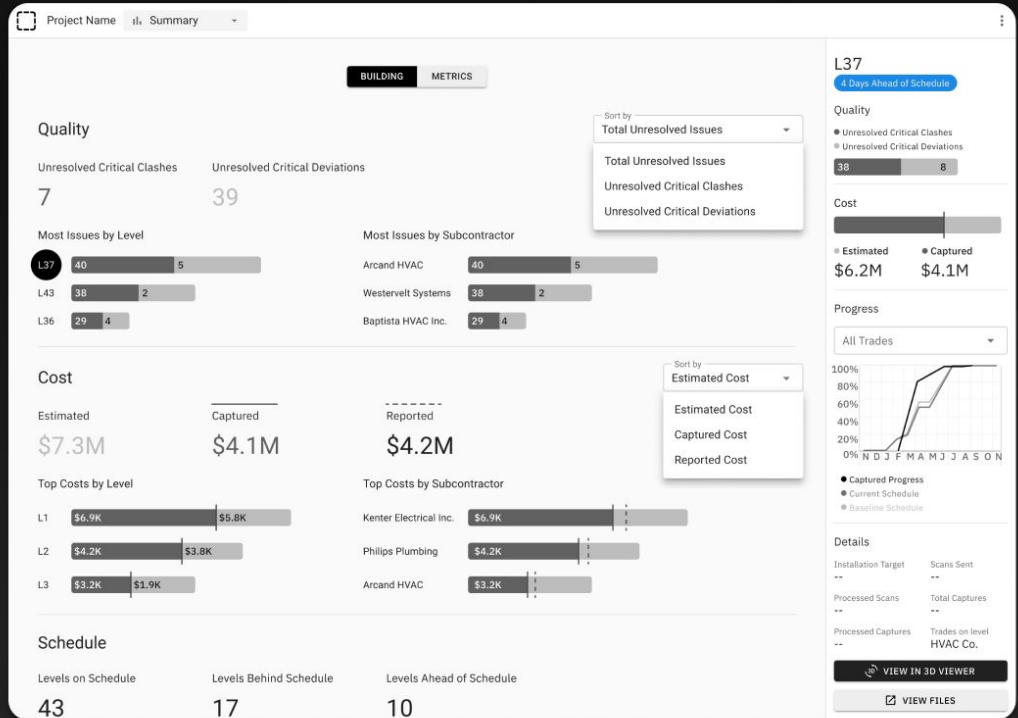 Project Name Summary
BUILDING METRICS
Quality
Sort by
Total Unresolved Issues
Total Unresolved Issues
Unresolved Critical Clashes
Unresolved Critical Deviations
Unresolved Critical Clashes Unresolved Critical Deviations
7 39
Most Issues by Level
L37 40 5
L43 38 2
L36 29 4
Most Issues by Subcontractor
Arcand HVAC 40 5
Westervelt Systems 38 2
Baptista HVAC Inc. 29 4
Cost
Sort by
Estimated Cost
Estimated Cost
Captured Cost
Reported Cost
Estimated Captured Reported
$7.3M $4.1M $4.2M
Top Costs by Level
L1 $6.9K $5.8K
L2 $4.2K $3.8K
L3 $3.2K $1.9K
Top Costs by Subcontractor
Kenter Electrical Inc. $6.9K
Philips Plumbing $4.2K
Arcand HVAC $3.2K
Schedule
Levels on Schedule Levels Behind Schedule Levels Ahead of Schedule
43 17 10
L37
4 Days Ahead of Schedule
Quality
Unresolved Critical Clashes
Unresolved Critical Deviations
38 8
Cost
Estimated Captured
$6.2M $4.1M
Progress
All Trades
100%
80%
60%
40%
20%
0% N D J F M A M J J A S O N
Captured Progress
Current Schedule
Baseline Schedule
Details
Installation Target Scans Sent
-- --
Processed Scans Total Captures
-- --
Processed Captures Trades on level
-- HVAC Co.
3D VIEW IN 3D VIEWER
VIEW FILES